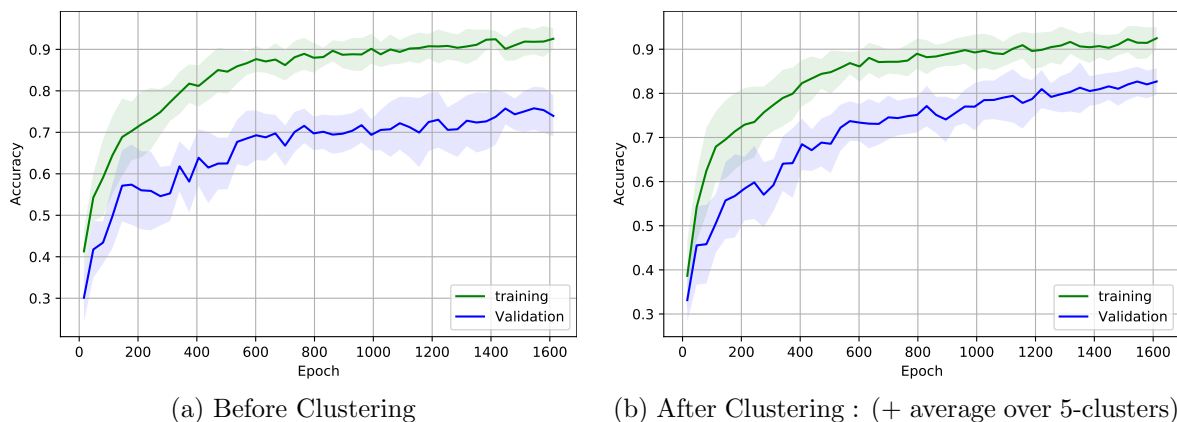 Accuracy
0.9
0.8
0.7
0.6
0.5
0.4
0.3
0 200 400 600 800 1000 1200 1400 1600
Epoch
training
Validation
(a) Before Clustering
Accuracy
0.9
0.8
0.7
0.6
0.5
0.4
0.3
0 200 400 600 800 1000 1200 1400 1600
Epoch
training
Validation
(b) After Clustering : (+ average over 5-clusters)